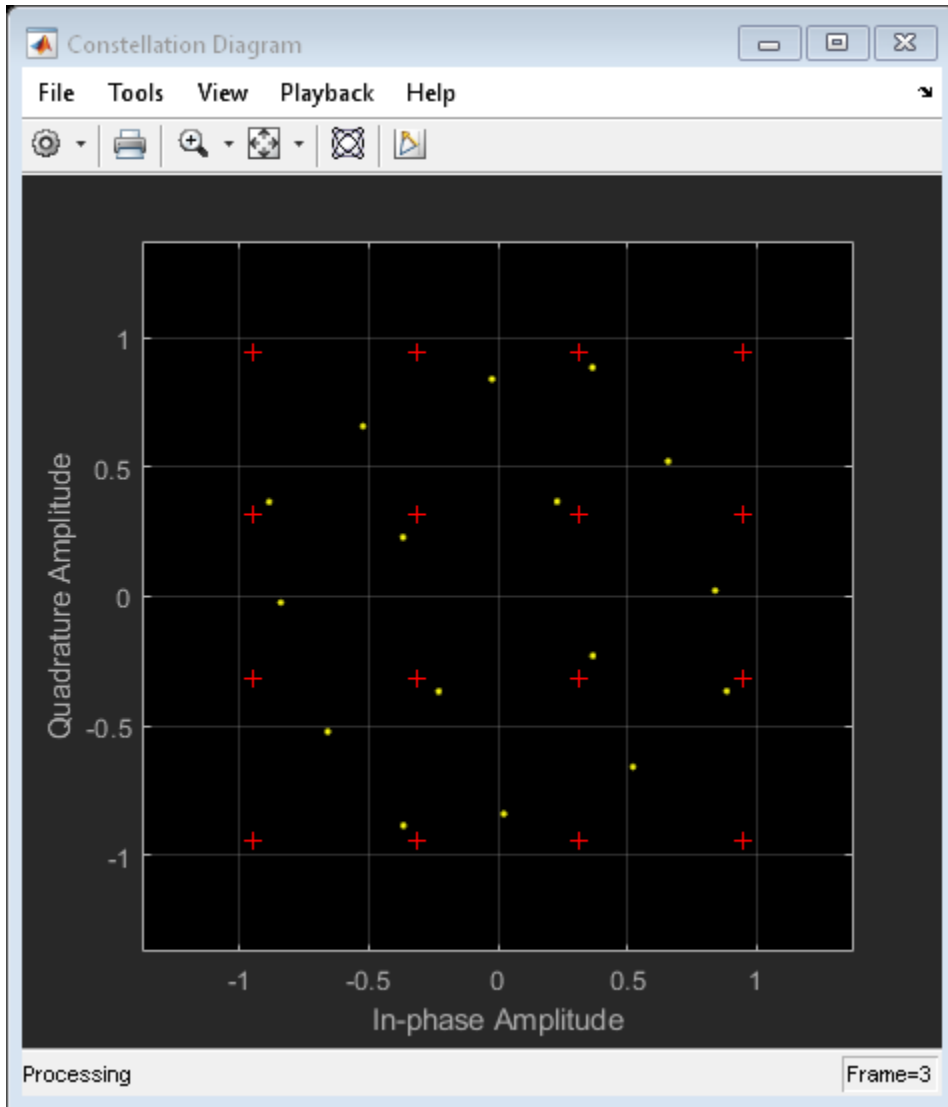 Constellation Diagram
File Tools View Playback Help
1
0.5
0
-0.5
-1
Quadrature Amplitude
-1 -0.5 0 0.5 1
In-phase Amplitude
Processing Frame=3